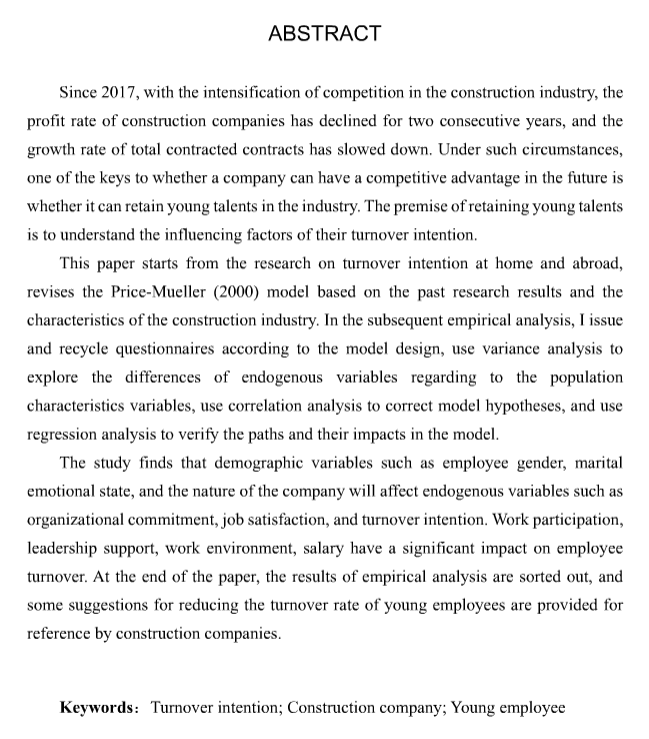 ABSTRACT
Since 2017, with the intensification of competition in the construction industry, the
profit rate of construction companies has declined for two consecutive years, and the
growth rate of total contracted contracts has slowed down. Under such circumstances,
one of the keys to whether a company can have a competitive advantage in the future is
whether it can retain young talents in the industry. The premise of retaining young talents
is to understand the influencing factors of their turnover intention.
This paper starts from the research on turnover intention at home and abroad,
revises the Price-Mueller (2000) model based on the past research results and the
characteristics of the construction industry. In the subsequent empirical analysis, I issue
and recycle questionnaires according to the model design, use variance analysis to
explore the differences of endogenous variables regarding to the population
characteristics variables, use correlation analysis to correct model hypotheses, and use
regression analysis to verify the paths and their impacts in the model.
The study finds that demographic variables such as employee gender, marital
emotional state, and the nature of the company will affect endogenous variables such as
organizational commitment, job satisfaction, and turnover intention. Work participation,
leadership support, work environment, salary have a significant impact on employee
turnover. At the end of the paper, the results of empirical analysis are sorted out, and
some suggestions for reducing the turnover rate of young employees are provided for
reference by construction companies.
Keywords：Turnover intention; Construction company; Young employee